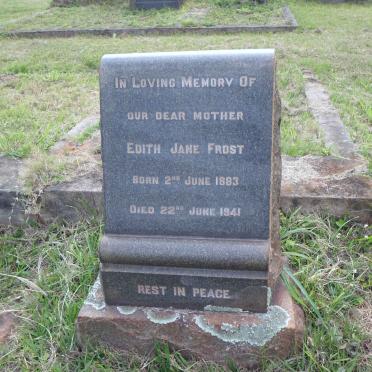 In Loving Memory Of
our dear mother
Edith Jane Frost
Born 2nd June 1883
Died 22nd June 1941
Rest in Peace